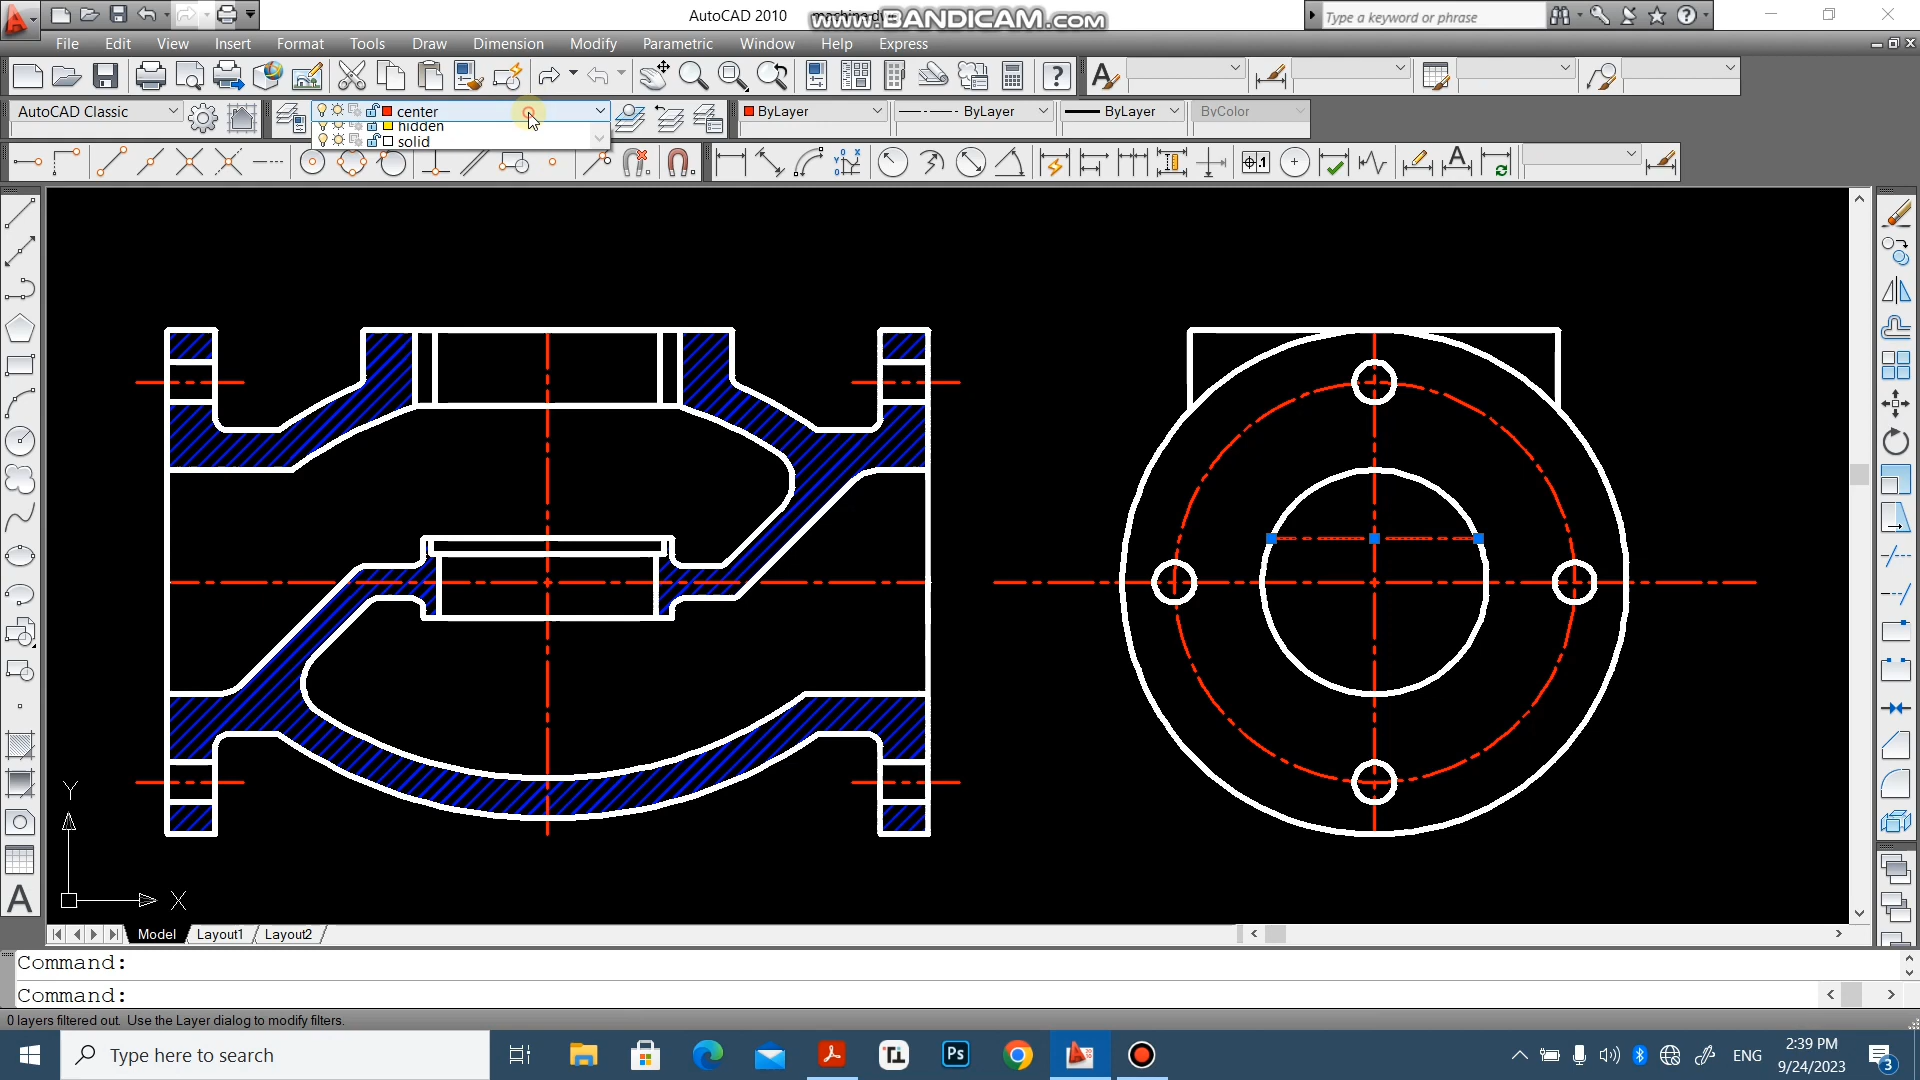 AutoCAD 2010
www.BANDICAM.com
Type a keyword or phrase
File Edit View Insert Format Tools Draw Dimension Modify Parametric Window Help Express
AutoCAD Classic
center
ByLayer
ByLayer
ByLayer
ByColor
hidden
solid
Y
X
Model Layout1 Layout2
Command:
Command:
0 layers filtered out. Use the Layer dialog to modify filters.
Type here to search
Ps
ENG
2:39 PM
9/24/2023
3